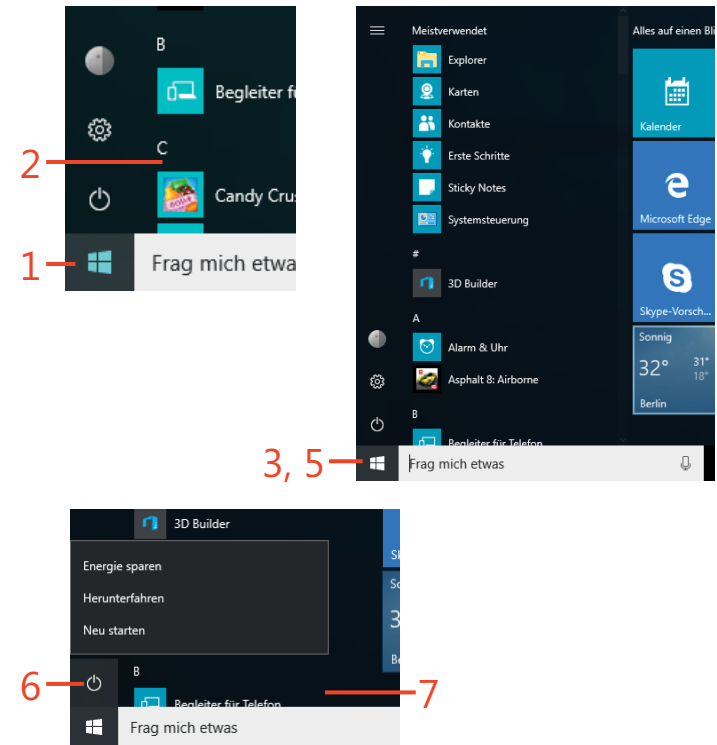 B
Begleiter fü
2
C
Candy Crus
1
Frag mich etwa
Meistverwendet
Alles auf einen Bli
Explorer
Karten
Kontakte
Kalender
Erste Schritte
Sticky Notes
Systemsteuerung
Microsoft Edge
#
3D Builder
Skype-Vorsch...
A
Sonnig
Alarm & Uhr
32° 31°
18°
Asphalt 8: Airborne
Berlin
B
Begleiter für Telefon
3, 5
Frag mich etwas
3D Builder
Energie sparen
Herunterfahren
Neu starten
6
B
Begleiter für Telefon
7
Frag mich etwas